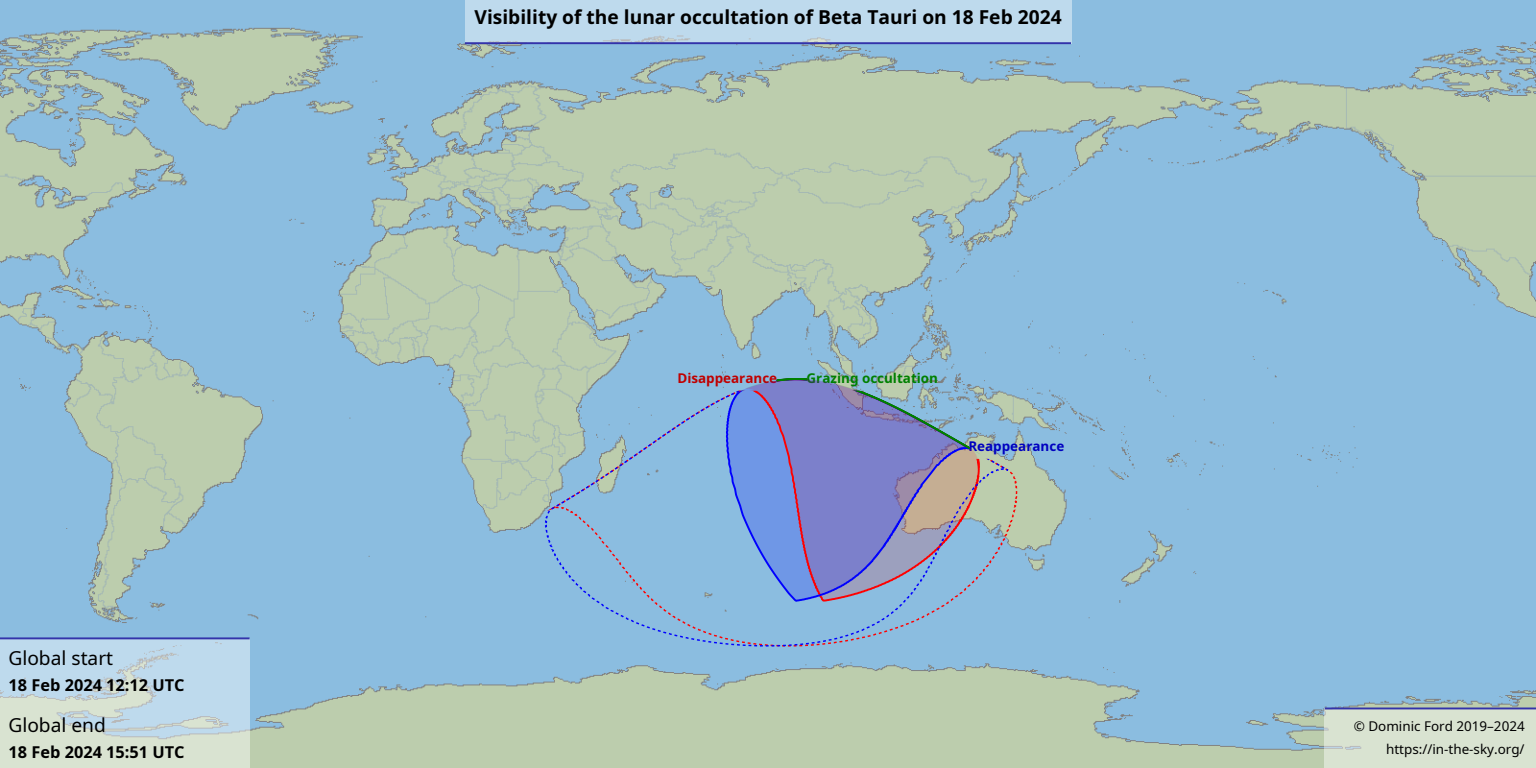 Visibility of the lunar occultation of Beta Tauri on 18 Feb 2024
Disappearance
Grazing occultation
Reappearance
Global start
18 Feb 2024 12:12 UTC
Global end
18 Feb 2024 15:51 UTC
© Dominic Ford 2019–2024
https://in-the-sky.org/